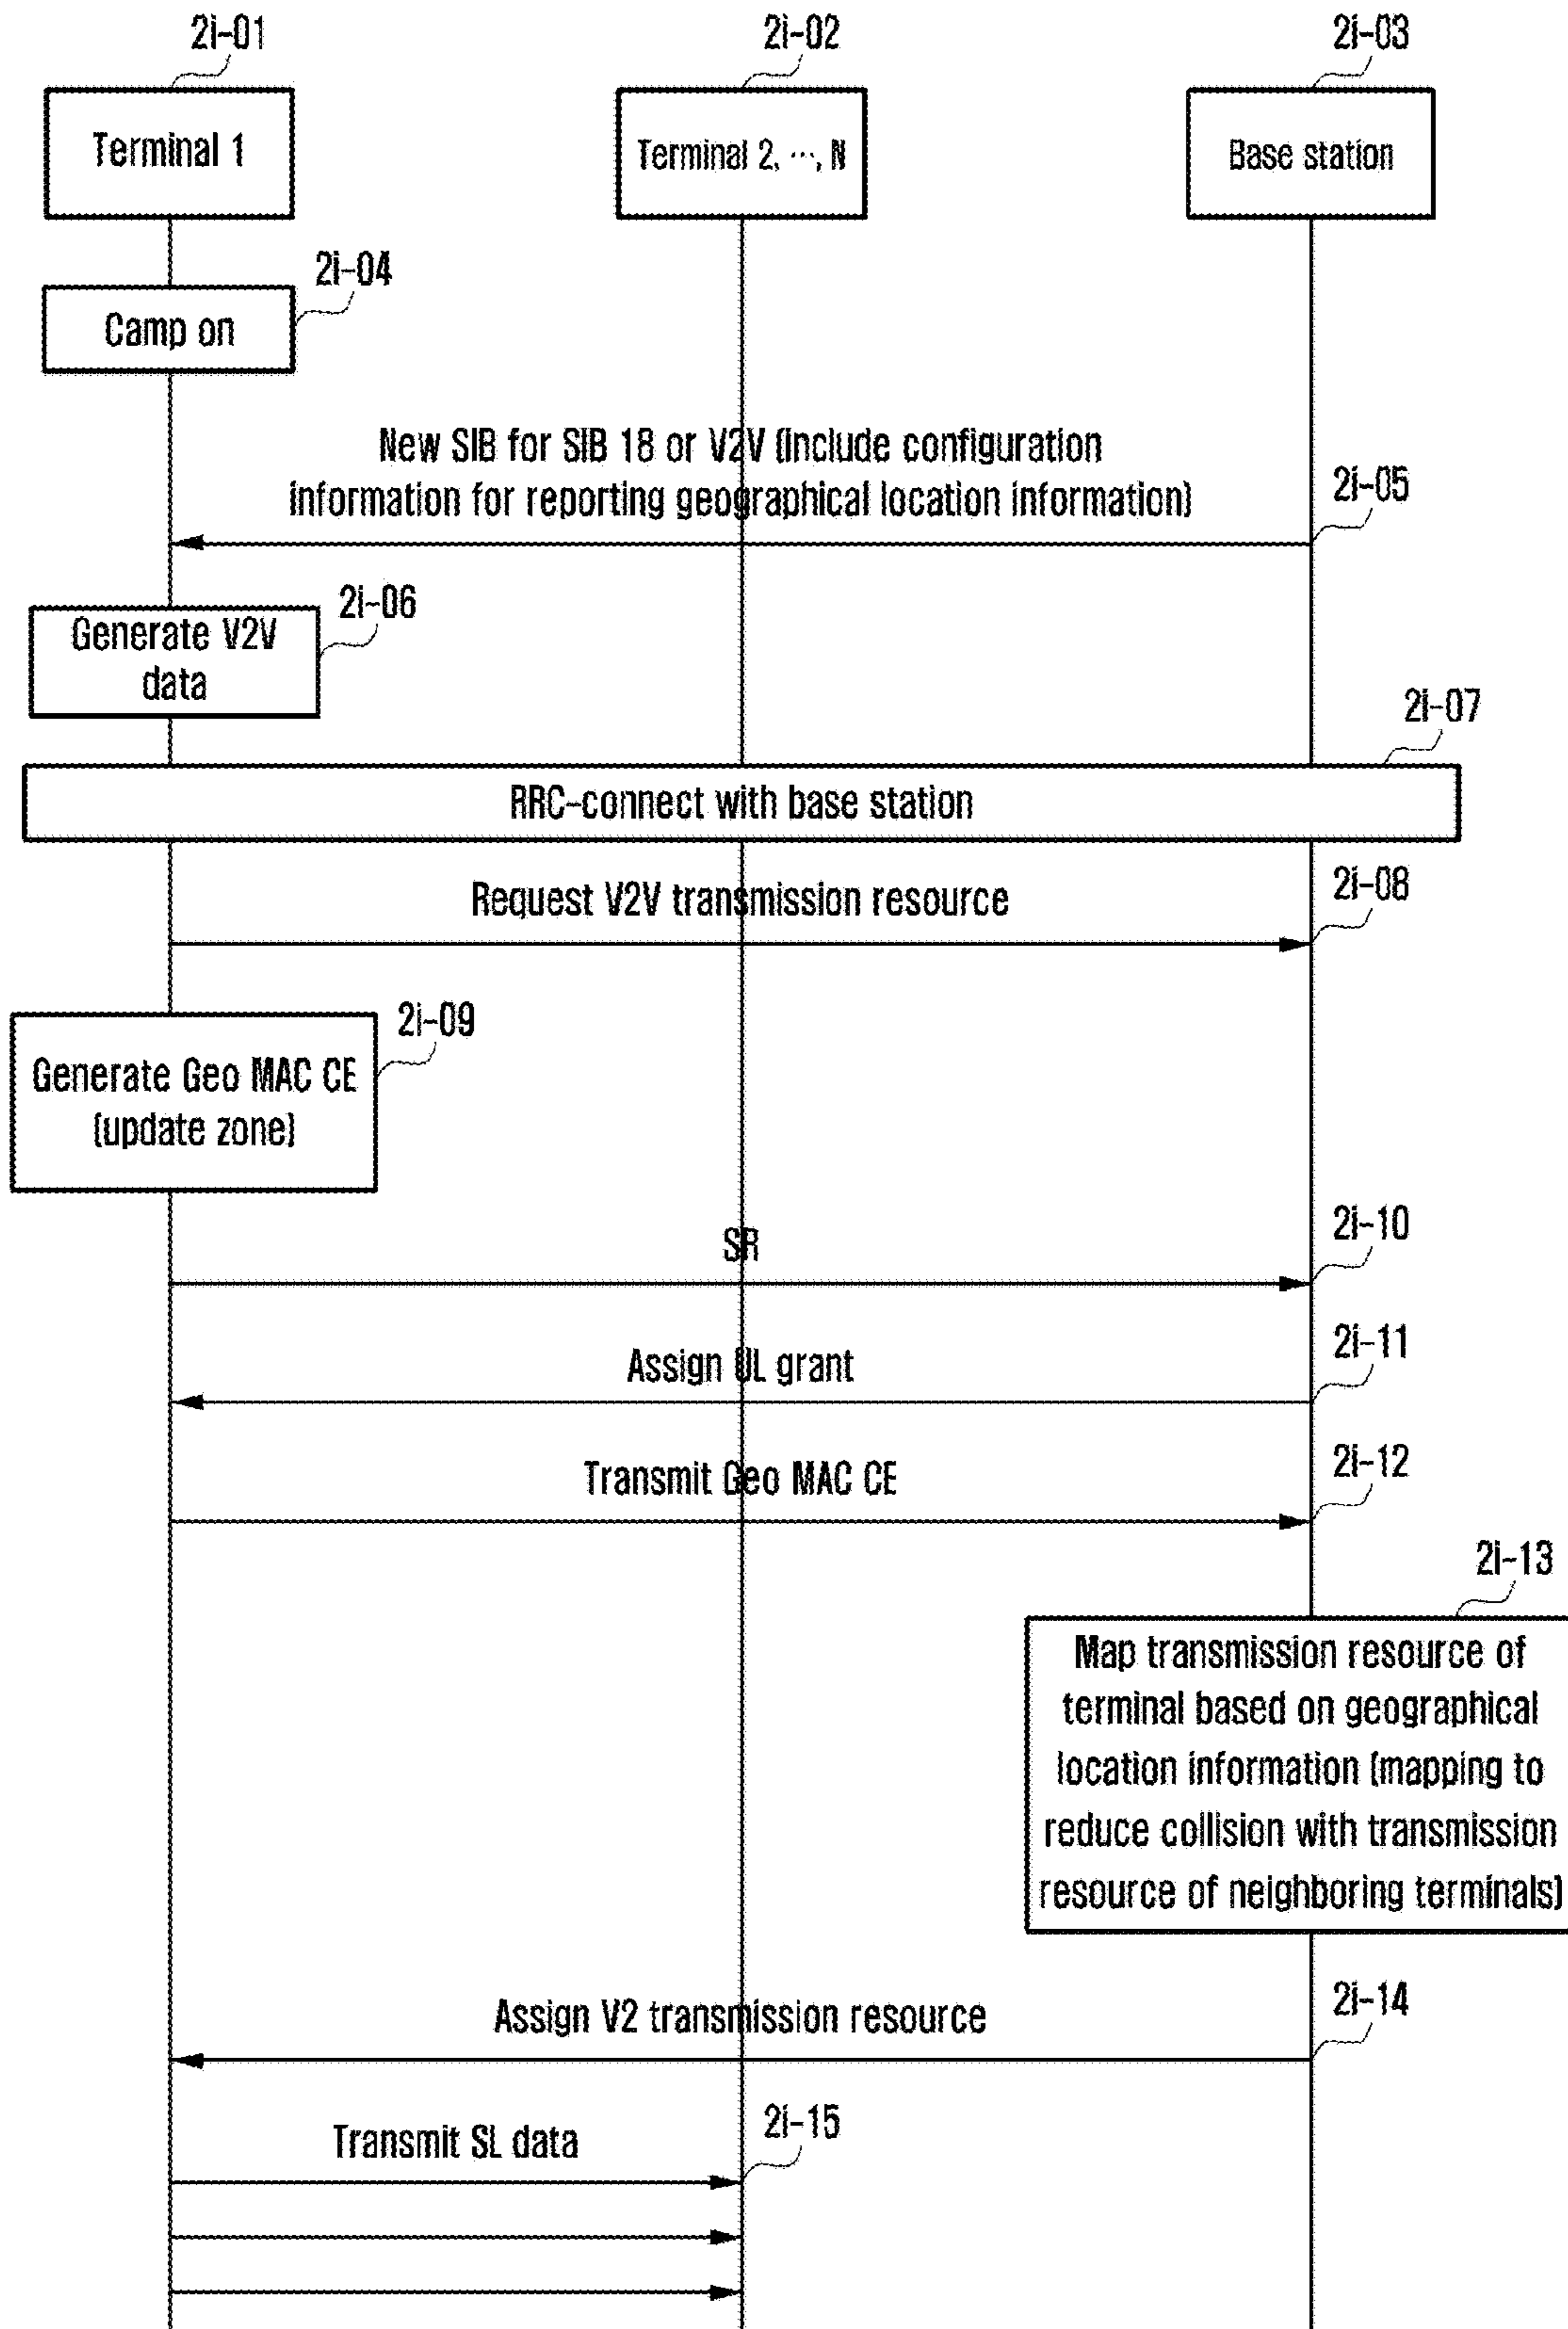 2i-01
2i-02
2i-03
Terminal 1
Terminal 2, ···, N
Base station
2i-04
Camp on
New SIB for SIB 18 or V2V (include configuration
information for reporting geographical location information)
2i-05
2i-06
Generate V2V
data
2i-07
RRC-connect with base station
Request V2V transmission resource
2i-08
2i-09
Generate Geo MAC CE
(update zone)
SR
2i-10
Assign UL grant
2i-11
Transmit Geo MAC CE
2i-12
2i-13
Map transmission resource of
terminal based on geographical
location information (mapping to
reduce collision with transmission
resource of neighboring terminals)
Assign V2 transmission resource
2i-14
Transmit SL data
2i-15